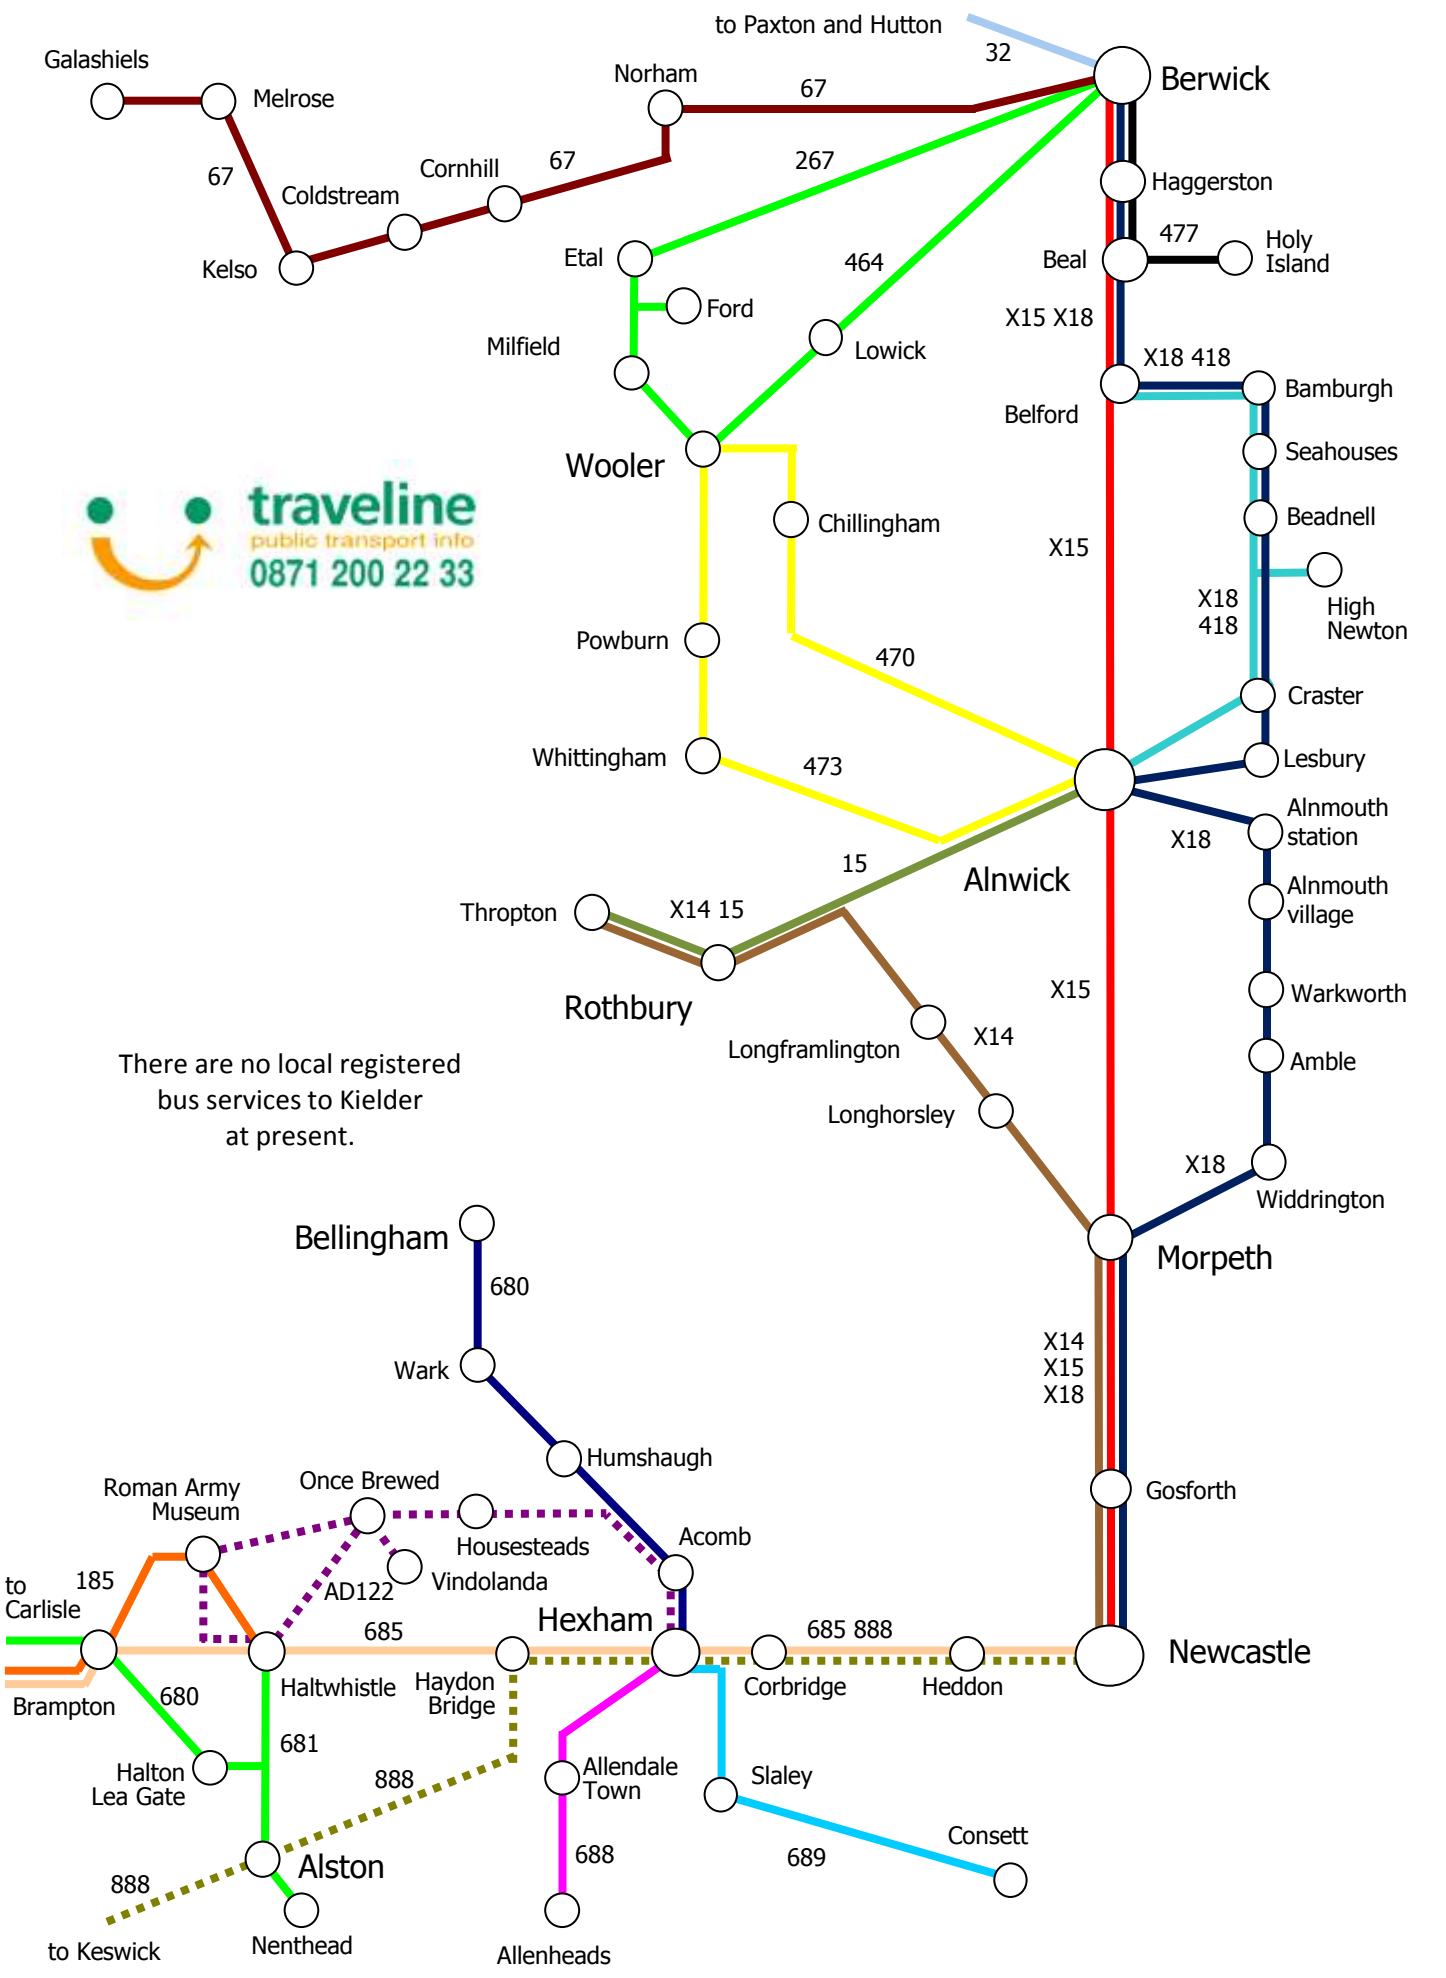 to Paxton and Hutton
32
Berwick
Galashiels
Melrose
Norham
67
67
Cornhill
67
Coldstream
Kelso
267
Haggerston
477
Holy
Island
Beal
Etal
464
Ford
X15 X18
Milfield
Lowick
X18 418
Bamburgh
Belford
Wooler
Seahouses
traveline
public transport info
0871 200 22 33
Chillingham
Beadnell
X15
X18
418
High
Newton
Powburn
470
Craster
Whittingham
473
Lesbury
Alnmouth
station
X18
15
Alnwick
Alnmouth
village
Thropton
X14 15
X15
Warkworth
Rothbury
Longframlington
X14
Amble
There are no local registered
bus services to Kielder
at present.
Longhorsley
X18
Widdrington
Bellingham
Morpeth
680
X14
X15
X18
Wark
Humshaugh
Once Brewed
Roman Army
Museum
Gosforth
Acomb
Housesteads
Vindolanda
185
to
Carlisle
AD122
Hexham
685
685 888
Newcastle
Brampton
680
Haltwhistle
Haydon
Bridge
Corbridge
Heddon
681
Halton
Lea Gate
888
Allendale
Town
Slaley
Consett
Alston
688
689
888
to Keswick
Nenthead
Allenheads